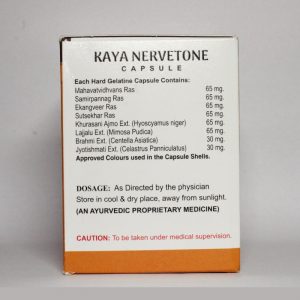 KAYA NERVETONE
CAPSULE
Each Hard Gelatine Capsule Contains:
Mahavatvidhvans Ras 65 mg.
Samirpannag Ras 65 mg.
Ekangveer Ras 65 mg.
Sutsekhar Ras 65 mg.
Khurasani Ajmo Ext. (Hyoscyamus niger) 65 mg.
Lajalu Ext. (Mimosa Pudica) 65 mg.
Brahmi Ext. (Centella Asiatica) 30 mg.
Jyotishmati Ext. (Celastrus Panniculatus) 30 mg.
Approved Colours used in the Capsule Shells.
DOSAGE: As Directed by the physician
Store in cool & dry place, away from sunlight.
(AN AYURVEDIC PROPRIETARY MEDICINE)
CAUTION: To be taken under medical supervision.